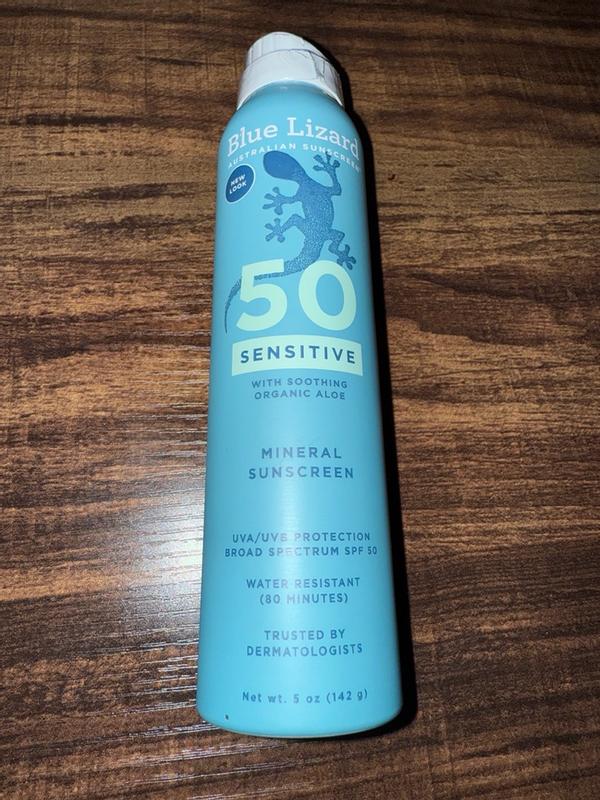 Blue Lizard
AUSTRALIAN SUNSCREEN
NEW
LOOK
50
SENSITIVE
WITH SOOTHING
ORGANIC ALOE
MINERAL
SUNSCREEN
UVA/UVB PROTECTION
BROAD SPECTRUM SPF 50
WATER-RESISTANT
(80 MINUTES)
TRUSTED BY
DERMATOLOGISTS
Net wt. 5 oz (142 g)